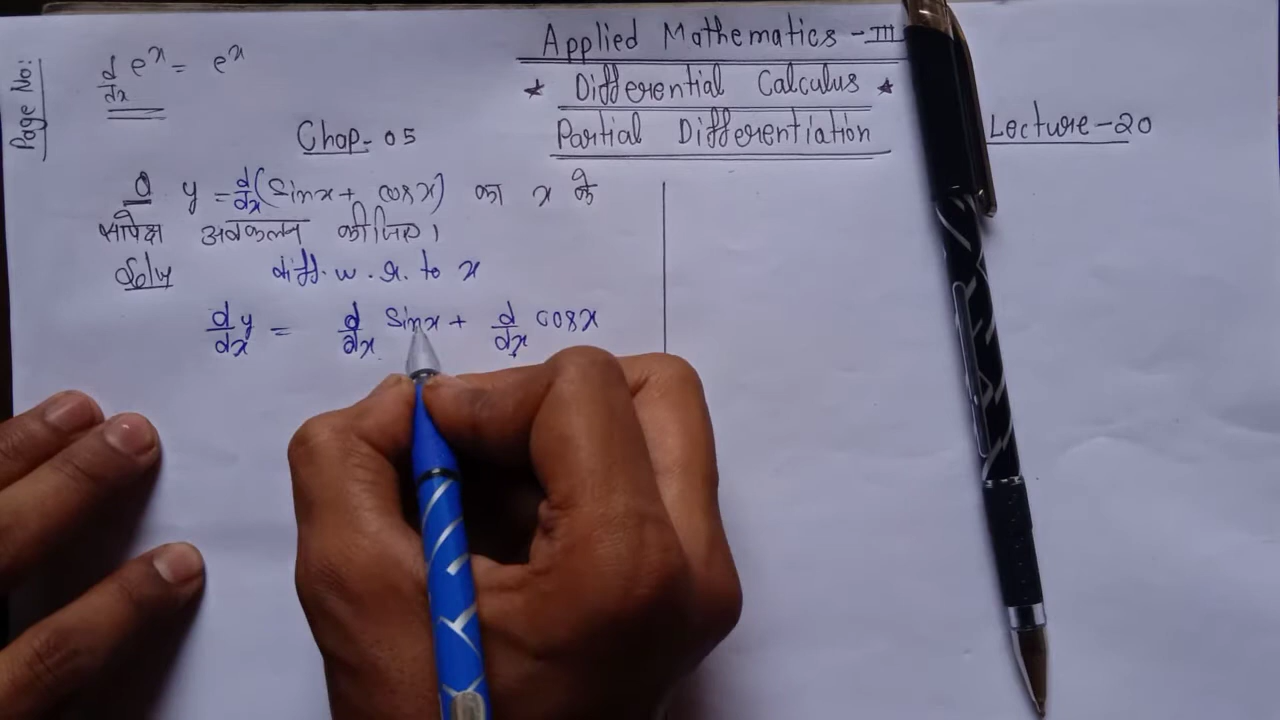 Page No:
d/dx e^x = e^x
Applied Mathematics - III
* Differential Calculus *
Partial Differentiation
Lecture-20
Chap-05
Q y = d/dx (Sinx + cosx) का x के
सापेक्ष अवकलन कीजिए।
Solⁿ diff. w.r. to x
d/dx y = d/dx Sinx + d/dx cosx